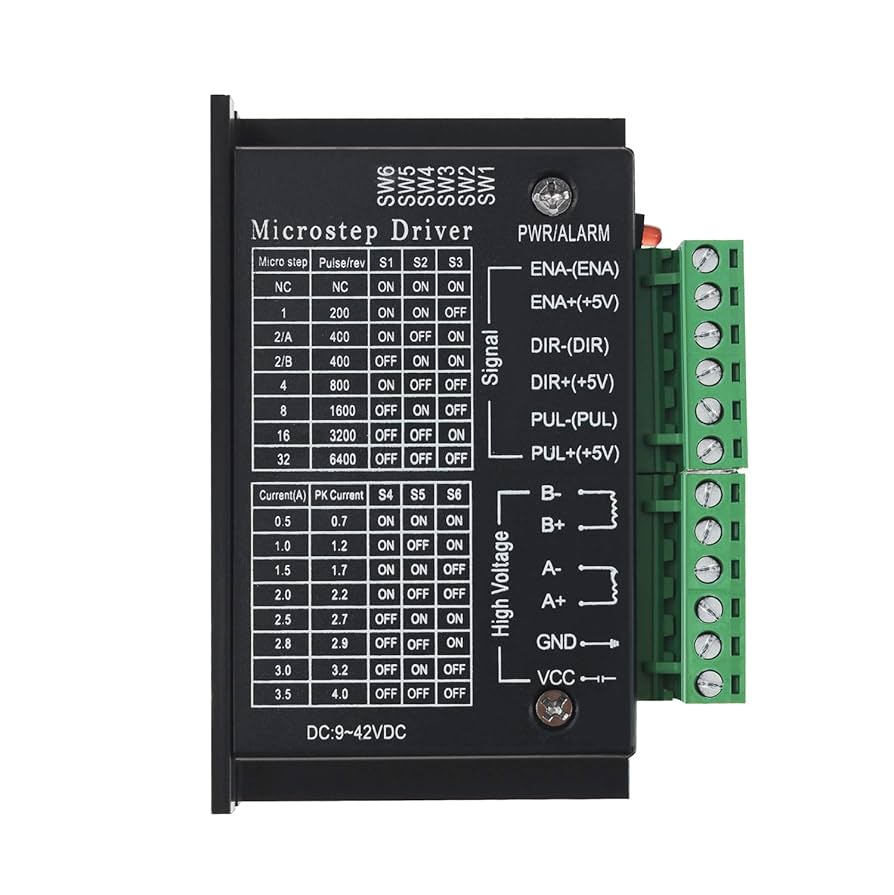 SW6
SW5
SW4
SW3
SW2
SW1
Microstep Driver
PWR/ALARM
Micro step Pulse/rev S1 S2 S3
NC NC ON ON ON
1 200 ON ON OFF
2/A 400 ON OFF ON
2/B 400 OFF ON ON
4 800 ON OFF OFF
8 1600 OFF ON OFF
16 3200 OFF OFF ON
32 6400 OFF OFF OFF
Current(A) PK Current S4 S5 S6
0.5 0.7 ON ON ON
1.0 1.2 ON OFF ON
1.5 1.7 ON ON OFF
2.0 2.2 ON OFF OFF
2.5 2.7 OFF ON ON
2.8 2.9 OFF OFF ON
3.0 3.2 OFF ON OFF
3.5 4.0 OFF OFF OFF
DC:9~42VDC
Signal
ENA-(ENA)
ENA+(+5V)
DIR-(DIR)
DIR+(+5V)
PUL-(PUL)
PUL+(+5V)
High Voltage
B-
B+
A-
A+
GND
VCC